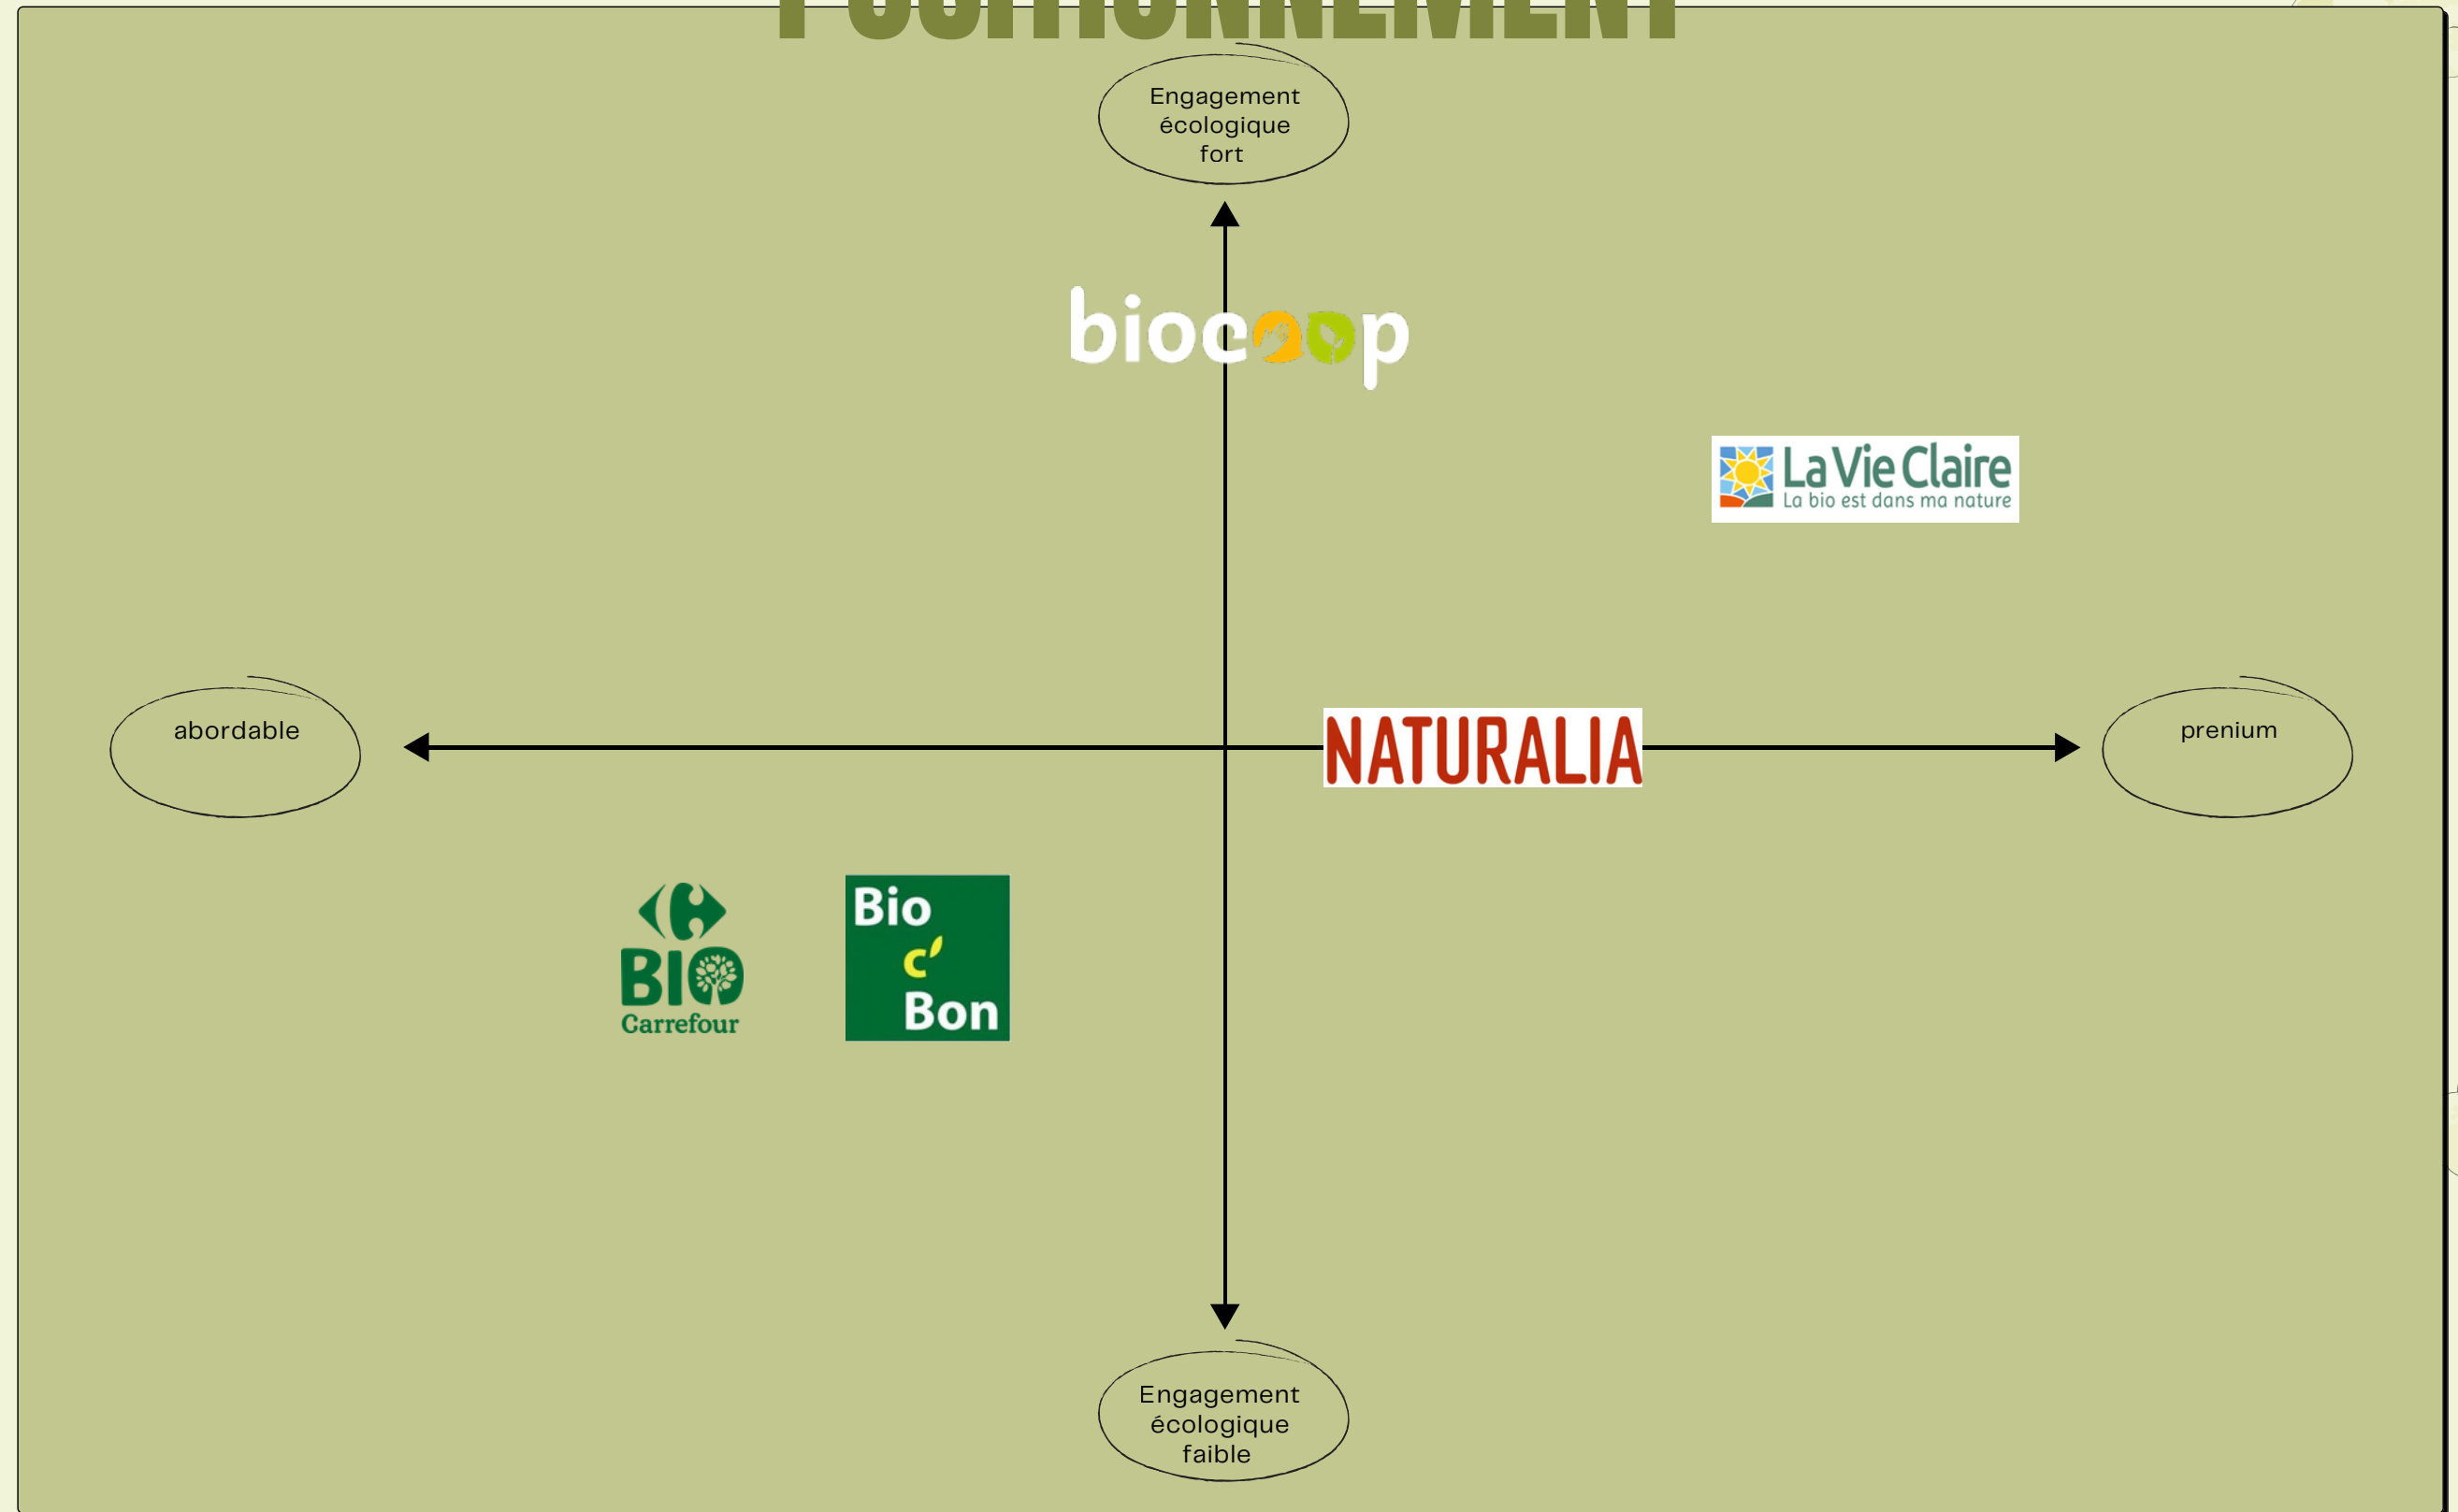 POSITIONNEMENT
Engagement
écologique
fort
biocoop
La Vie Claire
La bio est dans ma nature
abordable
NATURALIA
prenium
BIO
Carrefour
Bio
c'
Bon
Engagement
écologique
faible